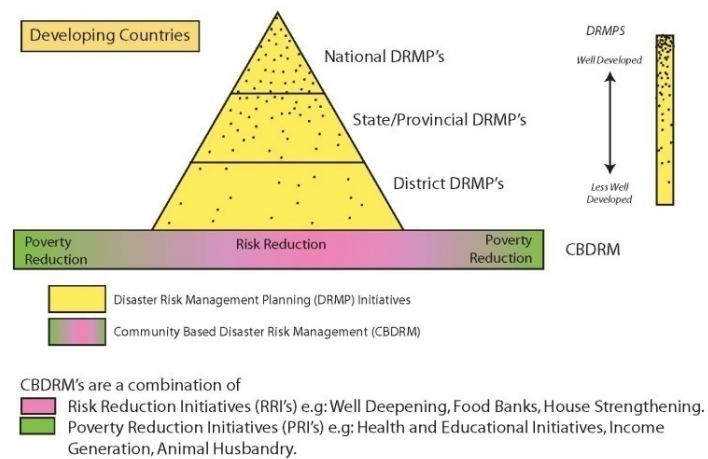 Developing Countries
National DRMP's
State/Provincial DRMP's
District DRMP's
DRMPS
Well Developed
Less Well
Developed
Poverty
Reduction
Risk Reduction
Poverty
Reduction
CBDRM
Disaster Risk Management Planning (DRMP) Initiatives
Community Based Disaster Risk Management (CBDRM)
CBDRM's are a combination of
Risk Reduction Initiatives (RRI's) e.g: Well Deepening, Food Banks, House Strengthening.
Poverty Reduction Initiatives (PRI's) e.g: Health and Educational Initiatives, Income
Generation, Animal Husbandry.